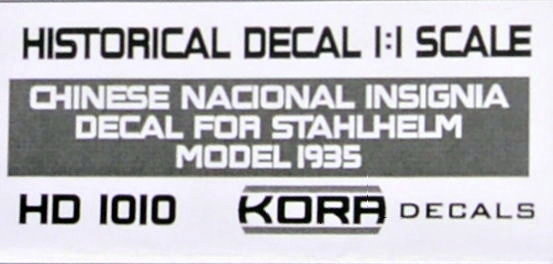 HISTORICAL DECAL 1:1 SCALE
CHINESE NACIONAL INSIGNIA
DECAL FOR STAHLHELM
MODEL 1935
HD 1010 KORA DECALS